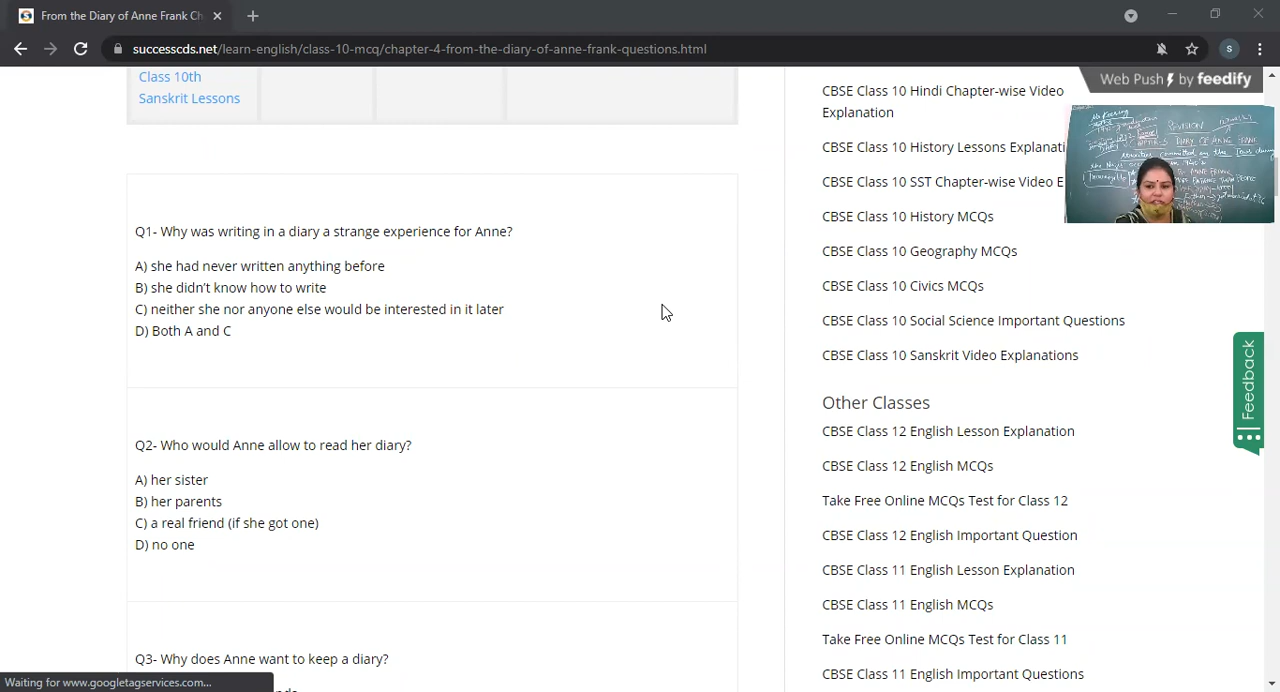 From the Diary of Anne Frank Ch
successcds.net/learn-english/class-10-mcq/chapter-4-from-the-diary-of-anne-frank-questions.html
S
Class 10th
Sanskrit Lessons
Web Push by feedify
CBSE Class 10 Hindi Chapter-wise Video
Explanation
CBSE Class 10 History Lessons Explanati
CBSE Class 10 SST Chapter-wise Video E
CBSE Class 10 History MCQs
CBSE Class 10 Geography MCQs
CBSE Class 10 Civics MCQs
CBSE Class 10 Social Science Important Questions
CBSE Class 10 Sanskrit Video Explanations
Other Classes
CBSE Class 12 English Lesson Explanation
CBSE Class 12 English MCQs
Take Free Online MCQs Test for Class 12
CBSE Class 12 English Important Question
CBSE Class 11 English Lesson Explanation
CBSE Class 11 English MCQs
Take Free Online MCQs Test for Class 11
CBSE Class 11 English Important Questions
REVISION
DIARY OF ANNE FRANK
Feedback
Q1- Why was writing in a diary a strange experience for Anne?
A) she had never written anything before
B) she didn’t know how to write
C) neither she nor anyone else would be interested in it later
D) Both A and C
Q2- Who would Anne allow to read her diary?
A) her sister
B) her parents
C) a real friend (if she got one)
D) no one
Q3- Why does Anne want to keep a diary?
Waiting for www.googletagservices.com...